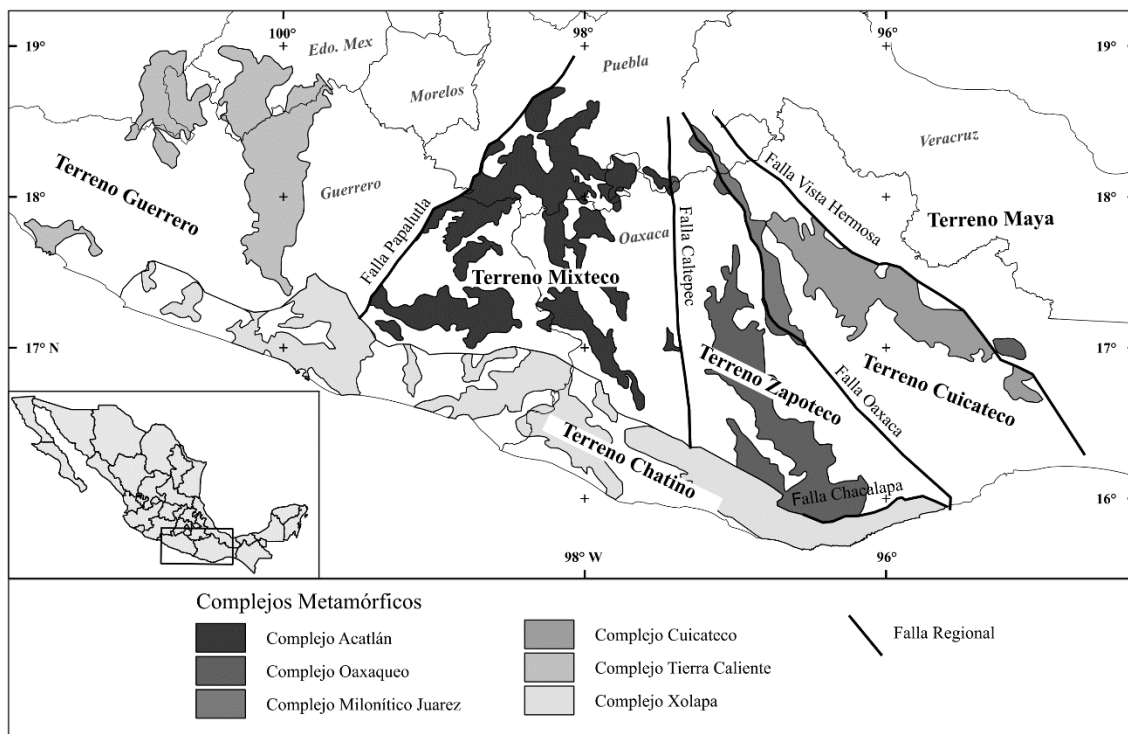 100°
98°
96°
19°
19°
Edo. Mex
Puebla
Morelos
Veracruz
Terreno Guerrero
Guerrero
Falla Papalutla
18°
18°
Falla Vista Hermosa
Terreno Maya
Oaxaca
Falla Caltepec
Terreno Mixteco
17° N
17°
Terreno Zapoteco
Falla Oaxaca
Terreno Cuicateco
Terreno Chatino
Falla Chacalapa
16°
16°
98° W
96°
Complejos Metamórficos
Complejo Acatlán
Complejo Oaxaqueo
Complejo Milonítico Juarez
Complejo Cuicateco
Complejo Tierra Caliente
Complejo Xolapa
Falla Regional